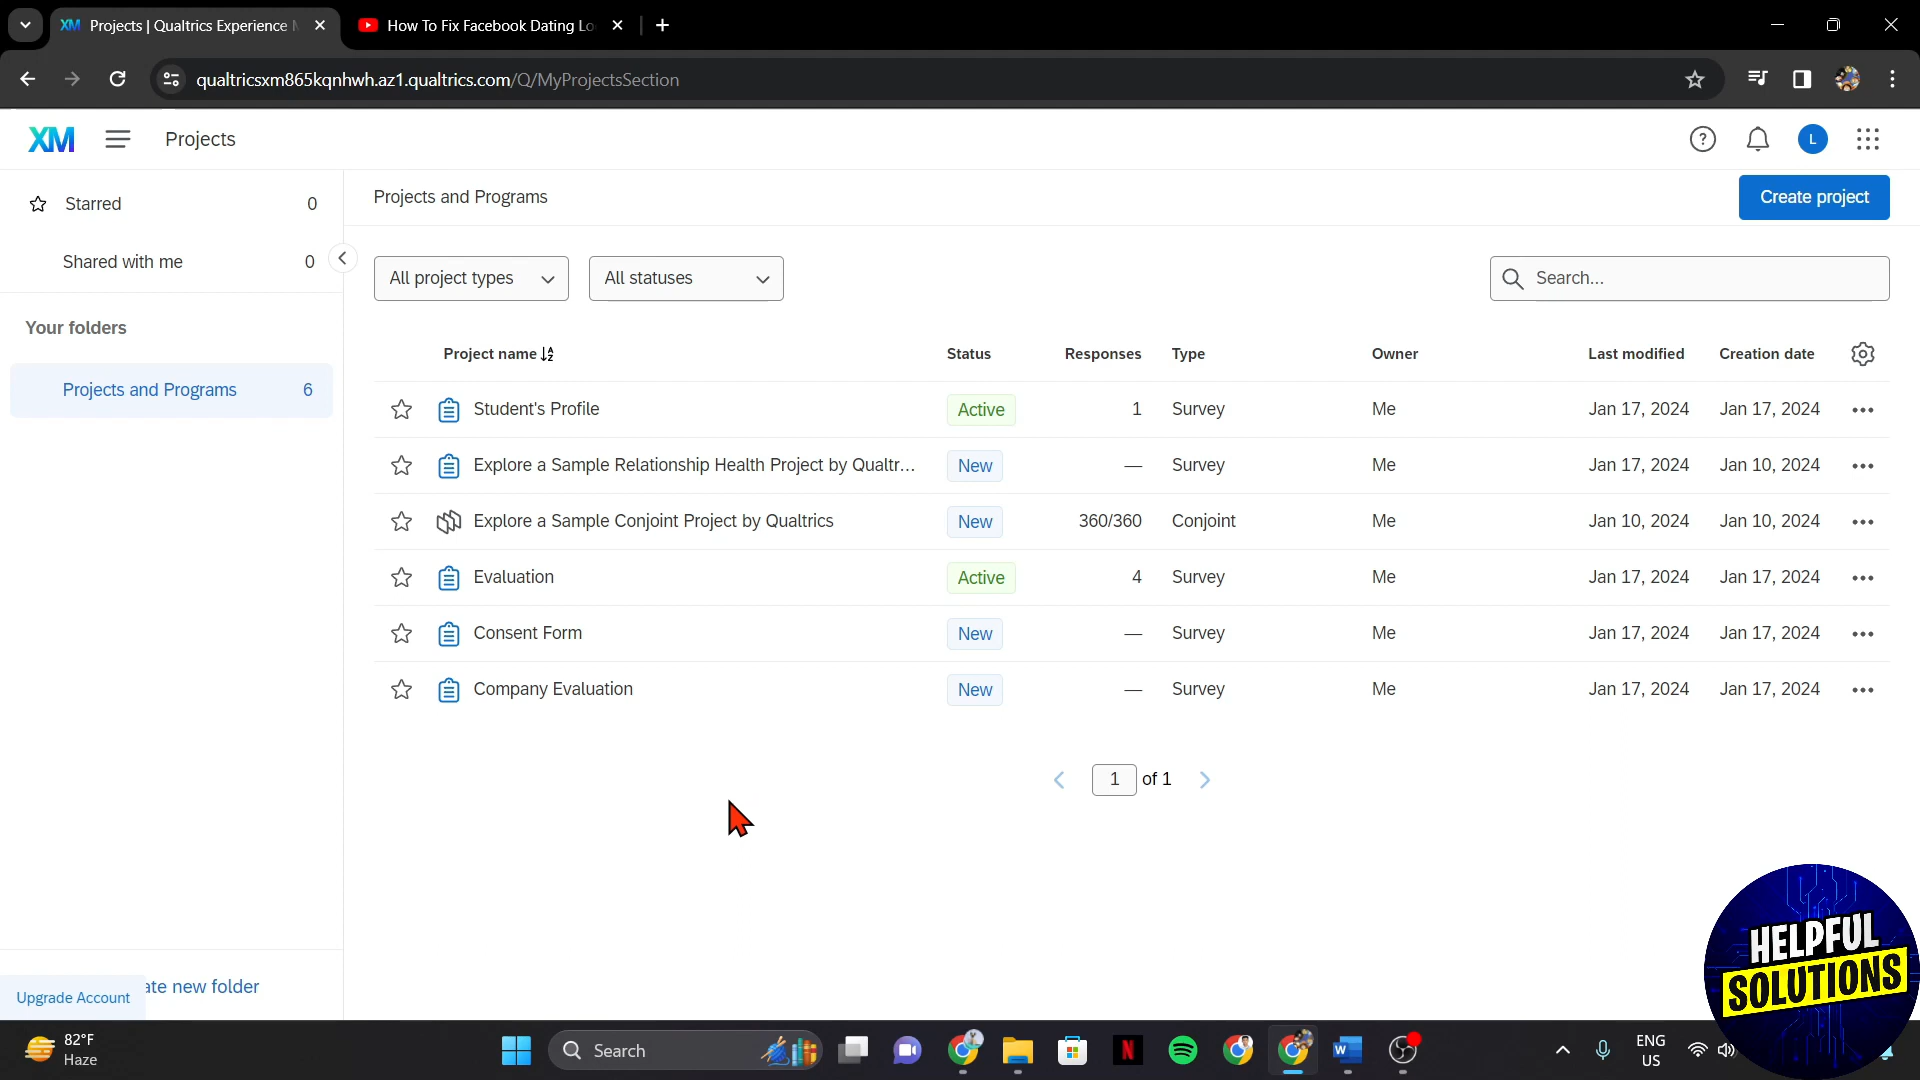 XM Projects | Qualtrics Experience
How To Fix Facebook Dating Lo
qualtricsxm865kqnhwh.az1.qualtrics.com/Q/MyProjectsSection
XM Projects L
Starred 0
Shared with me 0
Your folders
Projects and Programs 6
Projects and Programs Create project
All project types All statuses Search...
Project name Status Responses Type Owner Last modified Creation date
Student's Profile Active 1 Survey Me Jan 17, 2024 Jan 17, 2024
Explore a Sample Relationship Health Project by Qualtr... New — Survey Me Jan 17, 2024 Jan 10, 2024
Explore a Sample Conjoint Project by Qualtrics New 360/360 Conjoint Me Jan 10, 2024 Jan 10, 2024
Evaluation Active 4 Survey Me Jan 17, 2024 Jan 17, 2024
Consent Form New — Survey Me Jan 17, 2024 Jan 17, 2024
Company Evaluation New — Survey Me Jan 17, 2024 Jan 17, 2024
1 of 1
ate new folder
Upgrade Account
HELPFUL
SOLUTIONS
82°F
Haze
Search
ENG
US